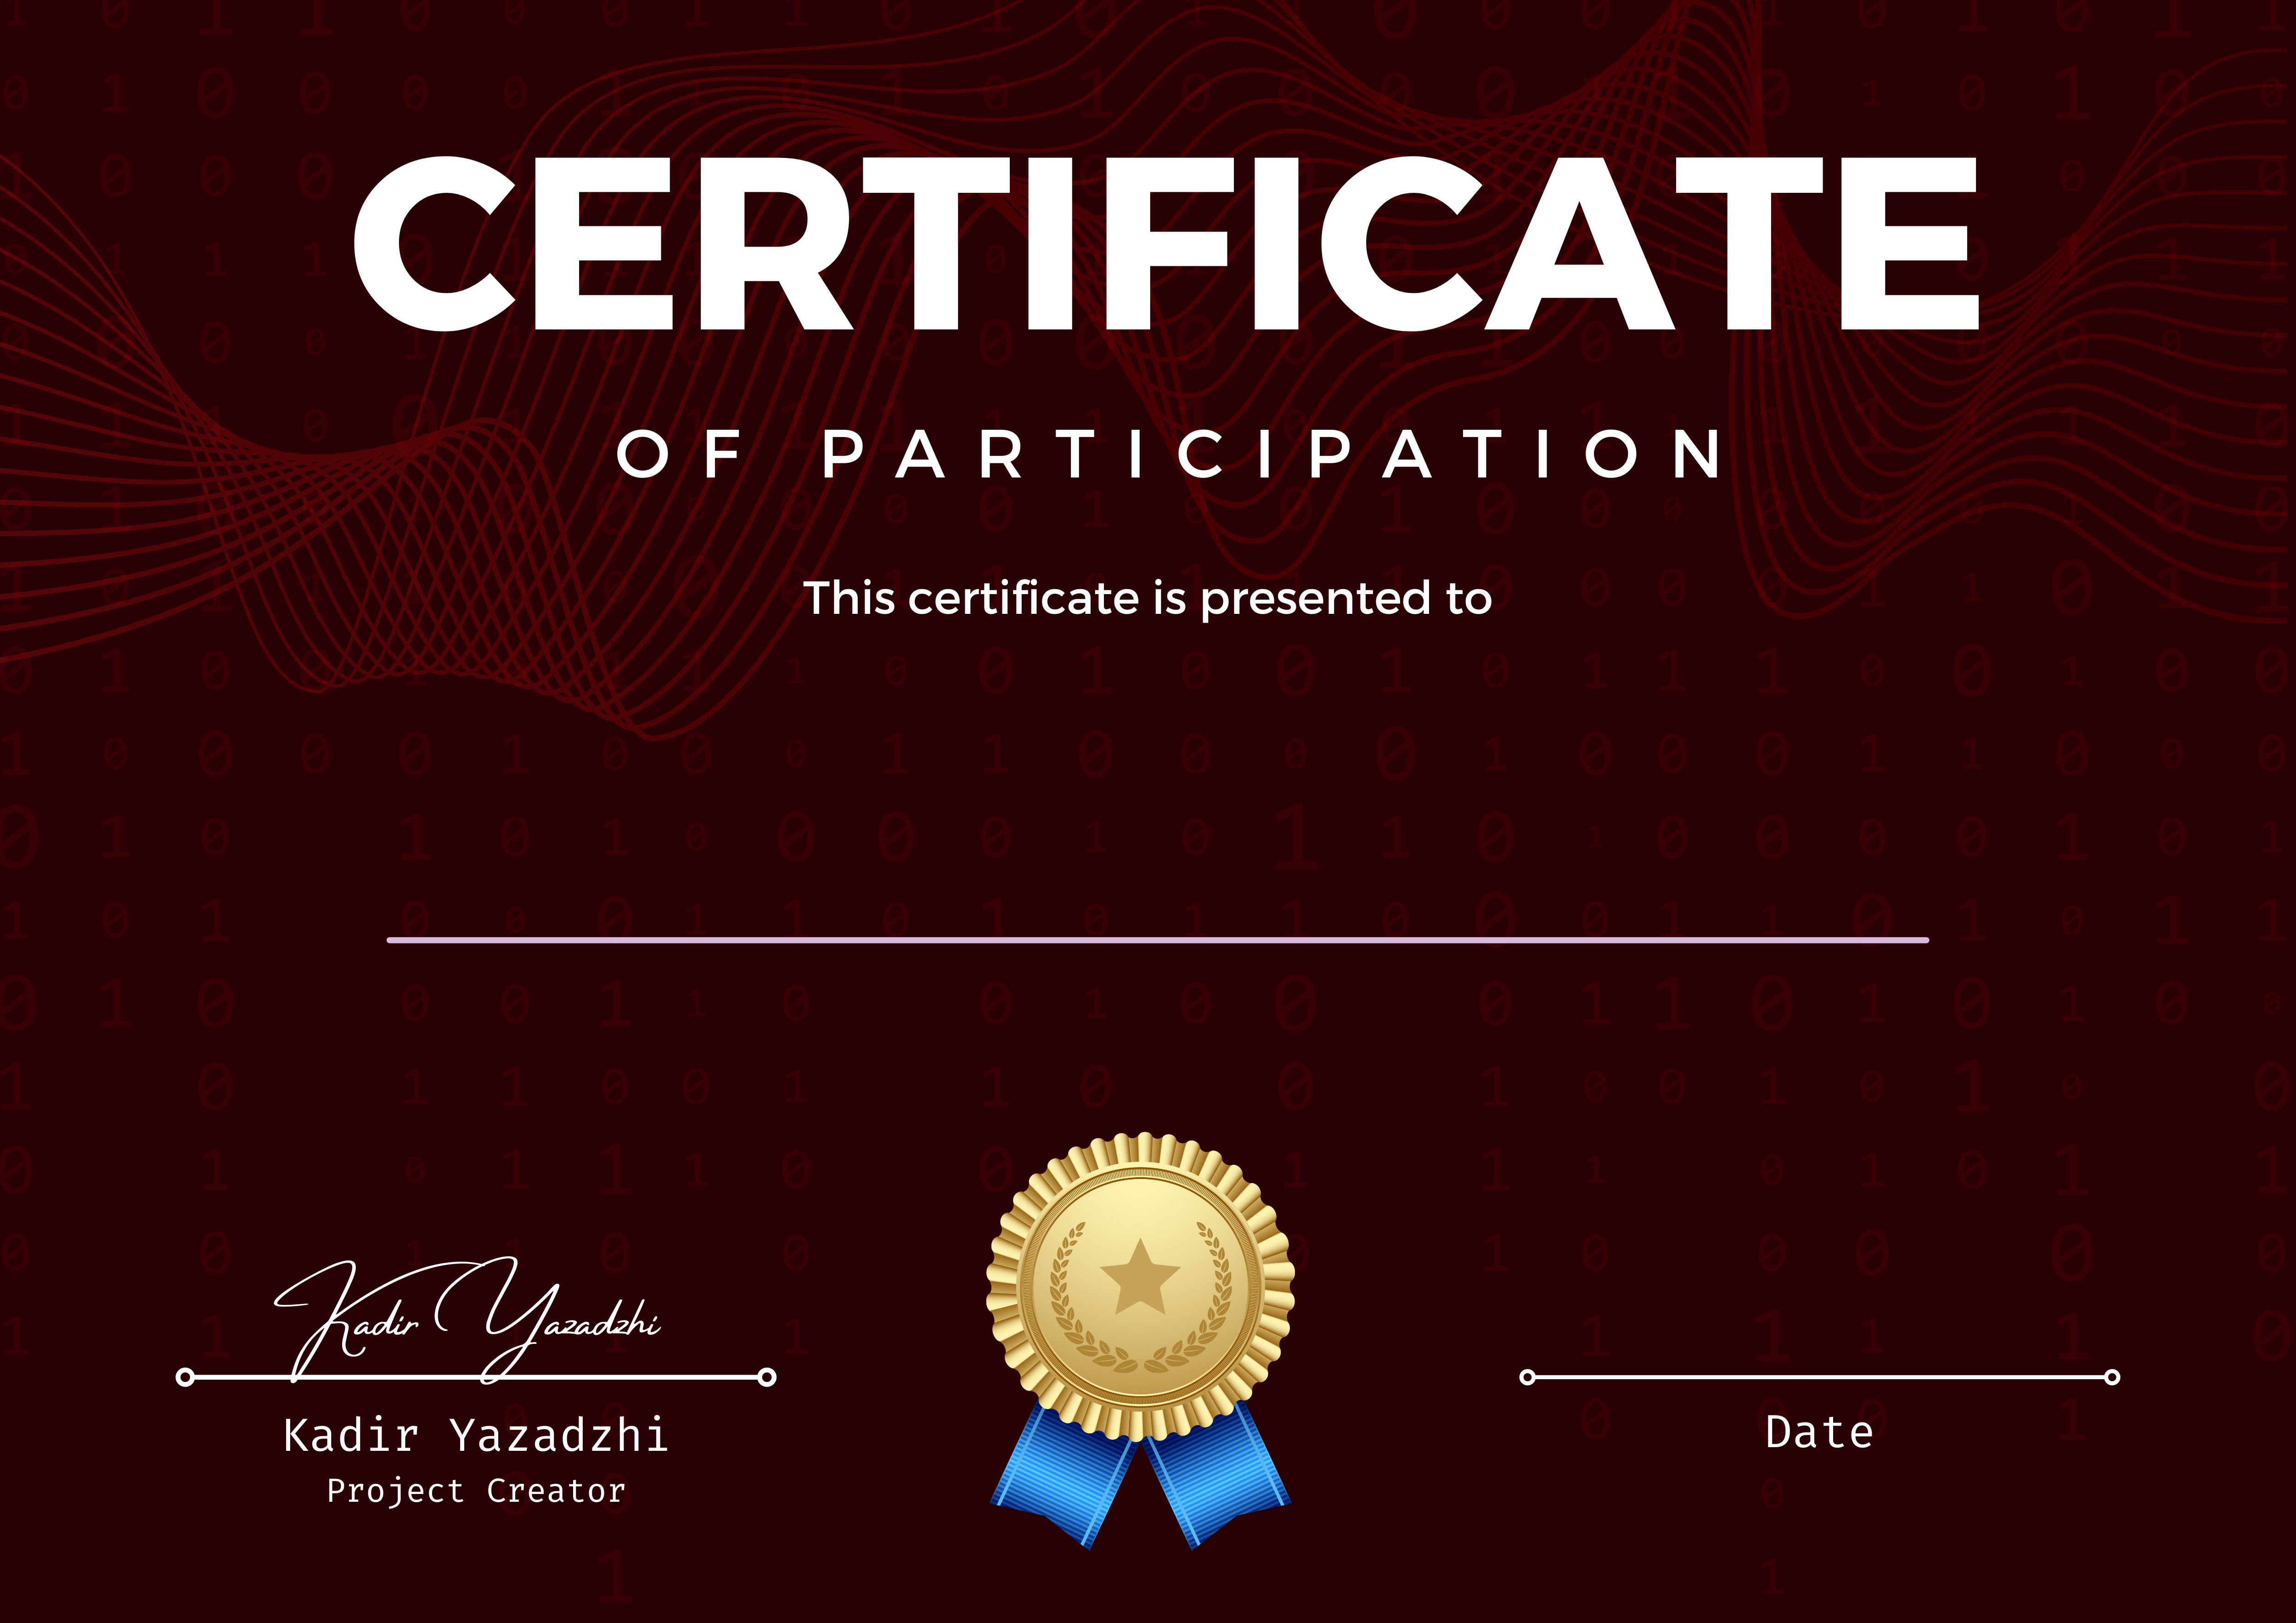 CERTIFICATE
OF PARTICIPATION
This certificate is presented to
Kadir Yazadzhi
Kadir Yazadzhi
Project Creator
Date